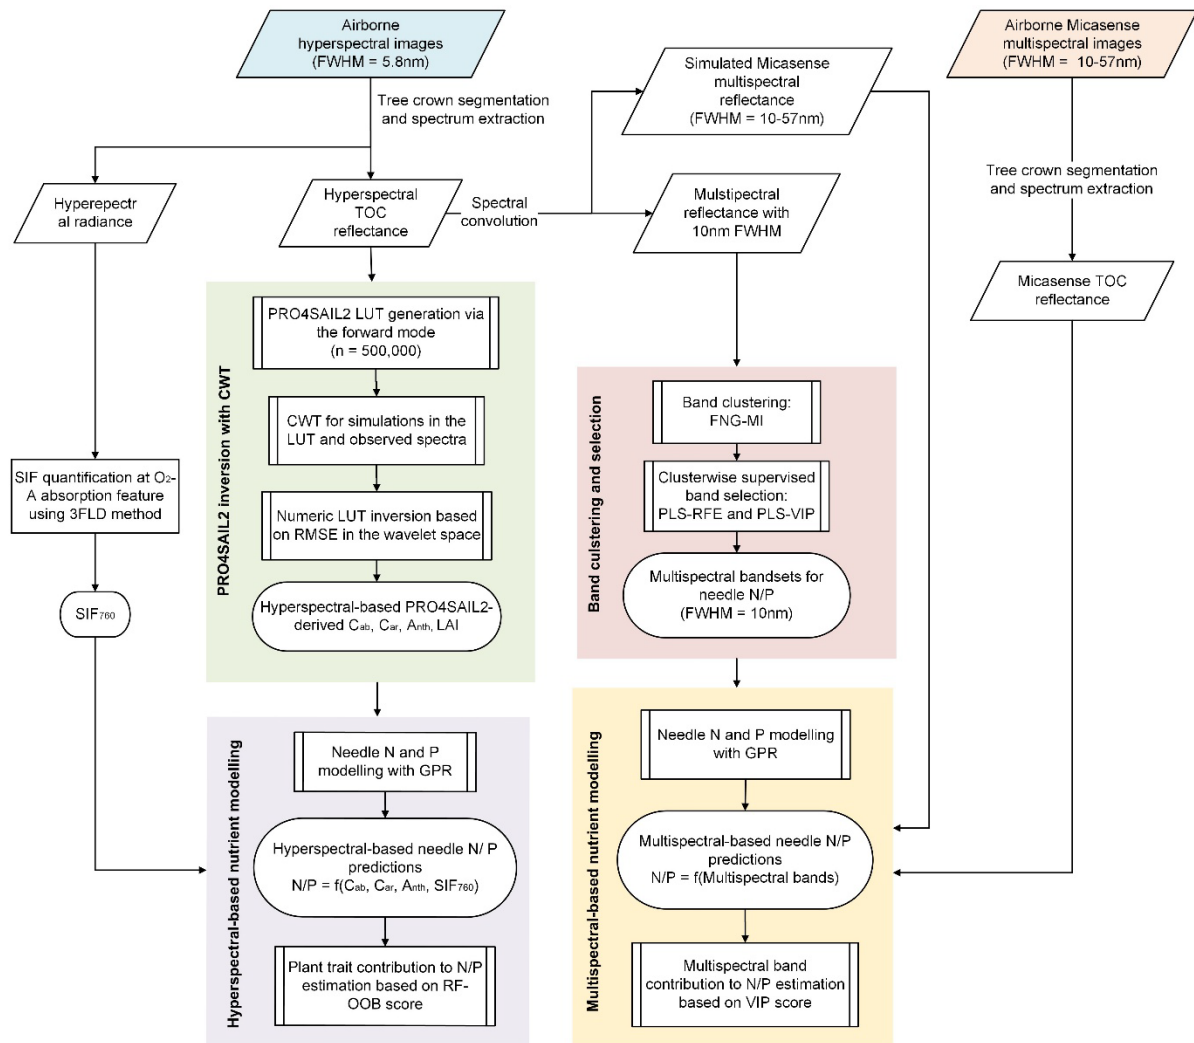 Airborne
hyperspectral images
(FWHM = 5.8nm)
Airborne Micasense
multispectral images
(FWHM = 10-57nm)
Simulated Micasense
multispectral
reflectance
(FWHM = 10-57nm)
Tree crown segmentation
and spectrum extraction
Tree crown segmentation
and spectrum extraction
Hyperepectr
al radiance
Hyperspectral
TOC
reflectance
Spectral
convolution
Mulstipectral
reflectance with
10nm FWHM
Micasense TOC
reflectance
PRO4SAIL2 inversion with CWT
PRO4SAIL2 LUT generation via
the forward mode
(n = 500,000)
CWT for simulations in the
LUT and observed spectra
Numeric LUT inversion based
on RMSE in the wavelet space
Hyperspectral-based PRO4SAIL2-
derived Cab, Car, Anth, LAI
Band culstering and selection
Band clustering:
FNG-MI
Clusterwise supervised
band selection:
PLS-RFE and PLS-VIP
Multispectral bandsets for
needle N/P
(FWHM = 10nm)
SIF quantification at O2-
A absorption feature
using 3FLD method
SIF760
Hyperspectral-based nutrient modelling
Needle N and P
modelling with GPR
Hyperspectral-based needle N/ P
predictions
N/P = f(Cab, Car, Anth, SIF760)
Plant trait contribution to N/P
estimation based on RF-
OOB score
Multispectral-based nutrient modelling
Needle N and P modelling
with GPR
Multispectral-based needle N/P
predictions
N/P = f(Multispectral bands)
Multispectral band
contribution to N/P estimation
based on VIP score